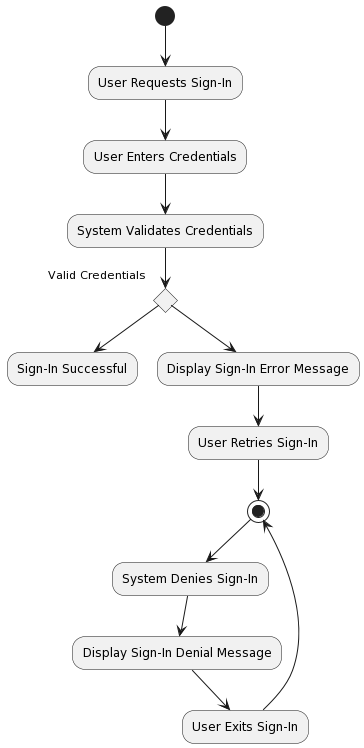 User Requests Sign-In
User Enters Credentials
System Validates Credentials
Valid Credentials
Sign-In Successful
Display Sign-In Error Message
User Retries Sign-In
System Denies Sign-In
Display Sign-In Denial Message
User Exits Sign-In